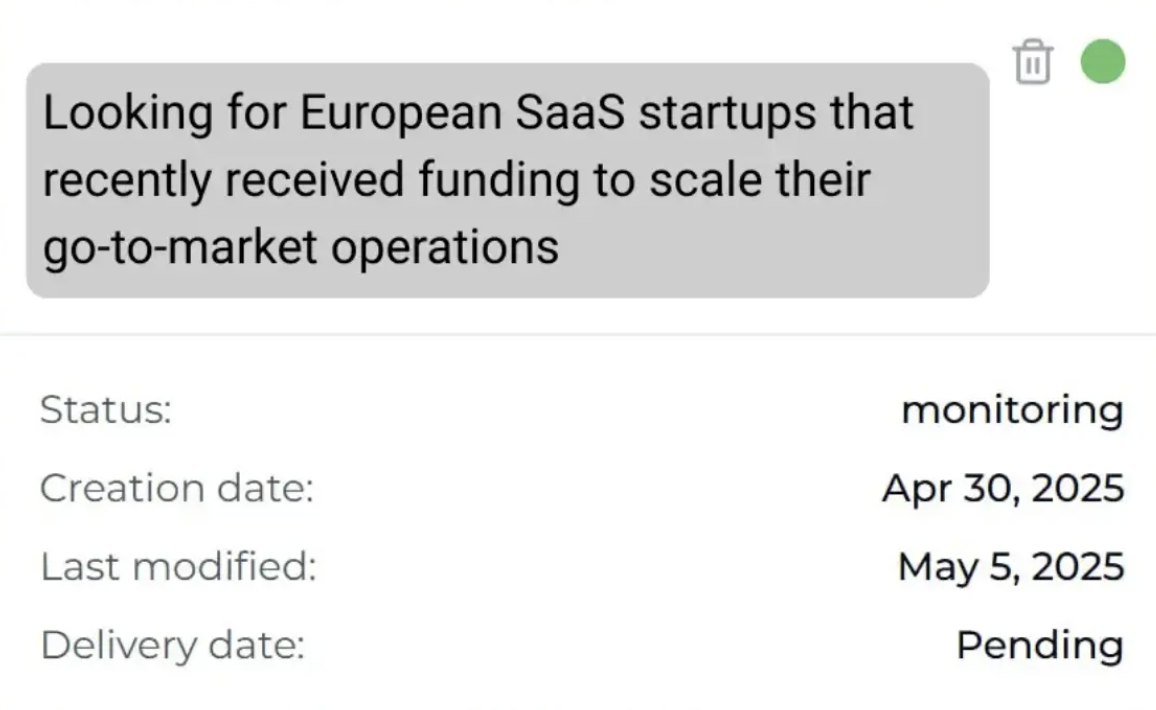 Looking for European SaaS startups that
recently received funding to scale their
go-to-market operations
Status: monitoring
Creation date: Apr 30, 2025
Last modified: May 5, 2025
Delivery date: Pending